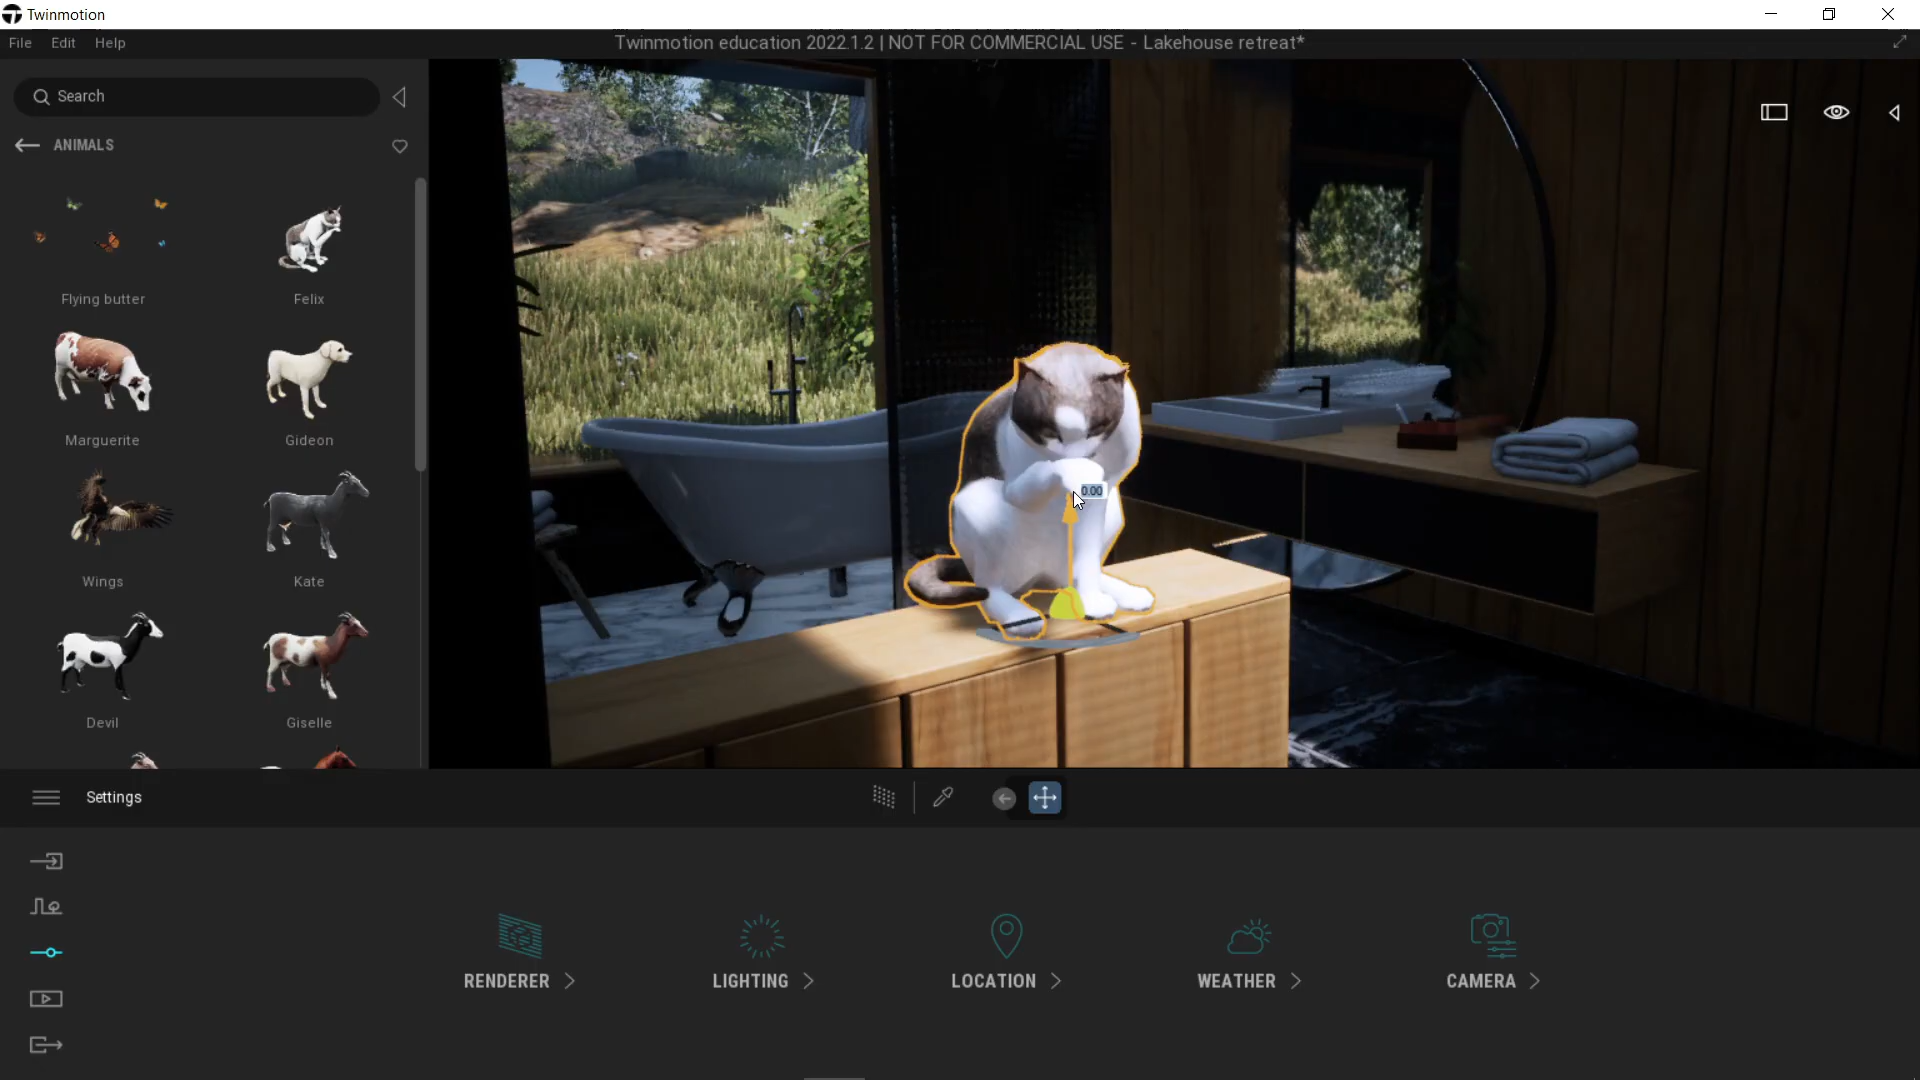 Twinmotion
File Edit Help
Twinmotion education 2022.1.2 | NOT FOR COMMERCIAL USE - Lakehouse retreat*
Search
ANIMALS
Flying butter
Felix
Marguerite
Gideon
0.00
Wings
Kate
Devil
Giselle
Settings
RENDERER
LIGHTING
LOCATION
WEATHER
CAMERA